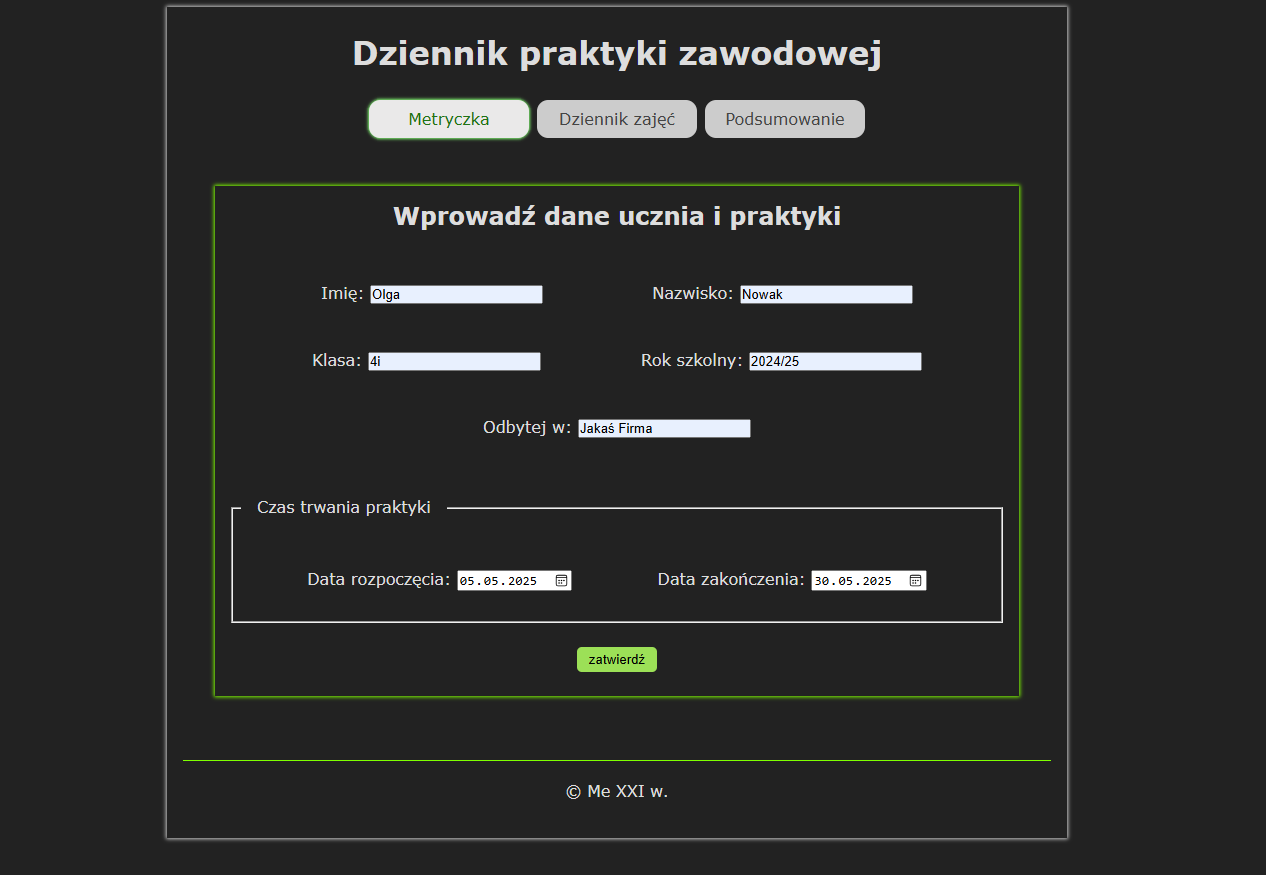 Dziennik praktyki zawodowej
Metryczka Dziennik zajęć Podsumowanie
Wprowadź dane ucznia i praktyki
Imię: Olga Nazwisko: Nowak
Klasa: 4i Rok szkolny: 2024/25
Odbytej w: Jakaś Firma
Czas trwania praktyki
Data rozpoczęcia: 05.05.2025 Data zakończenia: 30.05.2025
zatwierdź
© Me XXI w.